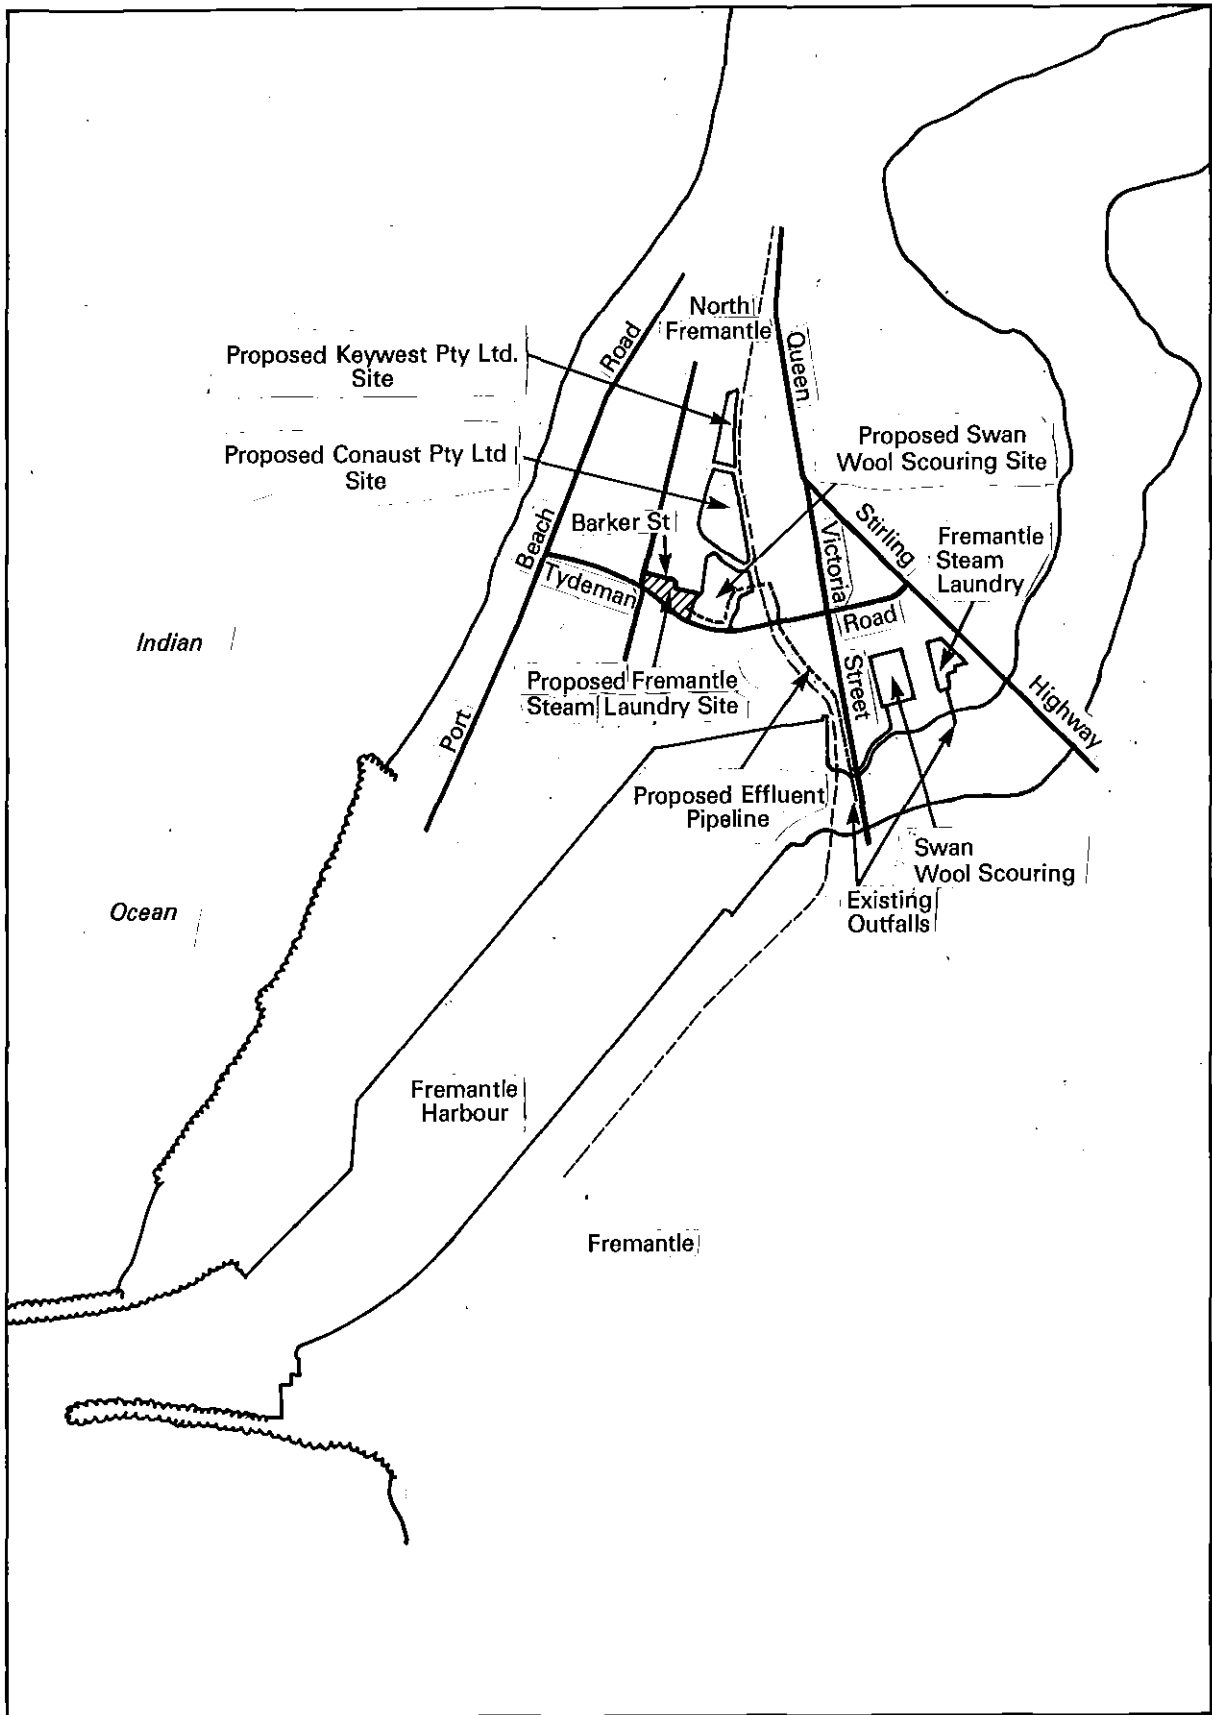 North
Fremantle
Proposed Keywest Pty Ltd.
Site
Road
Queen
Proposed Conaust Pty Ltd
Site
Proposed Swan
Wool Scouring Site
Barker St
Beach
Tydeman
Victoria
Stirling
Fremantle
Steam
Laundry
Road
Indian
Proposed Fremantle
Steam Laundry Site
Street
Highway
Port
Proposed Effluent
Pipeline
Swan
Wool Scouring
Existing
Outfalls
Ocean
Fremantle
Harbour
Fremantle